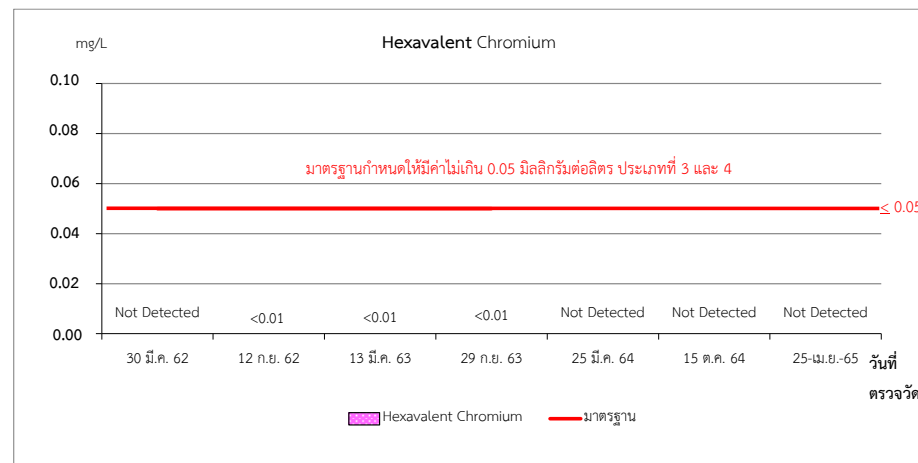 mg/L
Hexavalent Chromium
0.10
0.08
มาตรฐานกำหนดให้มีค่าไม่เกิน 0.05 มิลลิกรัมต่อลิตร ประเภทที่ 3 และ 4
0.06
≤ 0.05
0.04
0.02
Not Detected <0.01 <0.01 <0.01 Not Detected Not Detected Not Detected
0.00
30 มี.ค. 62 12 ก.ย. 62 13 มี.ค. 63 29 ก.ย. 63 25 มี.ค. 64 15 ต.ค. 64 25-เม.ย.-65 วันที่
ตรวจวัด
Hexavalent Chromium มาตรฐาน